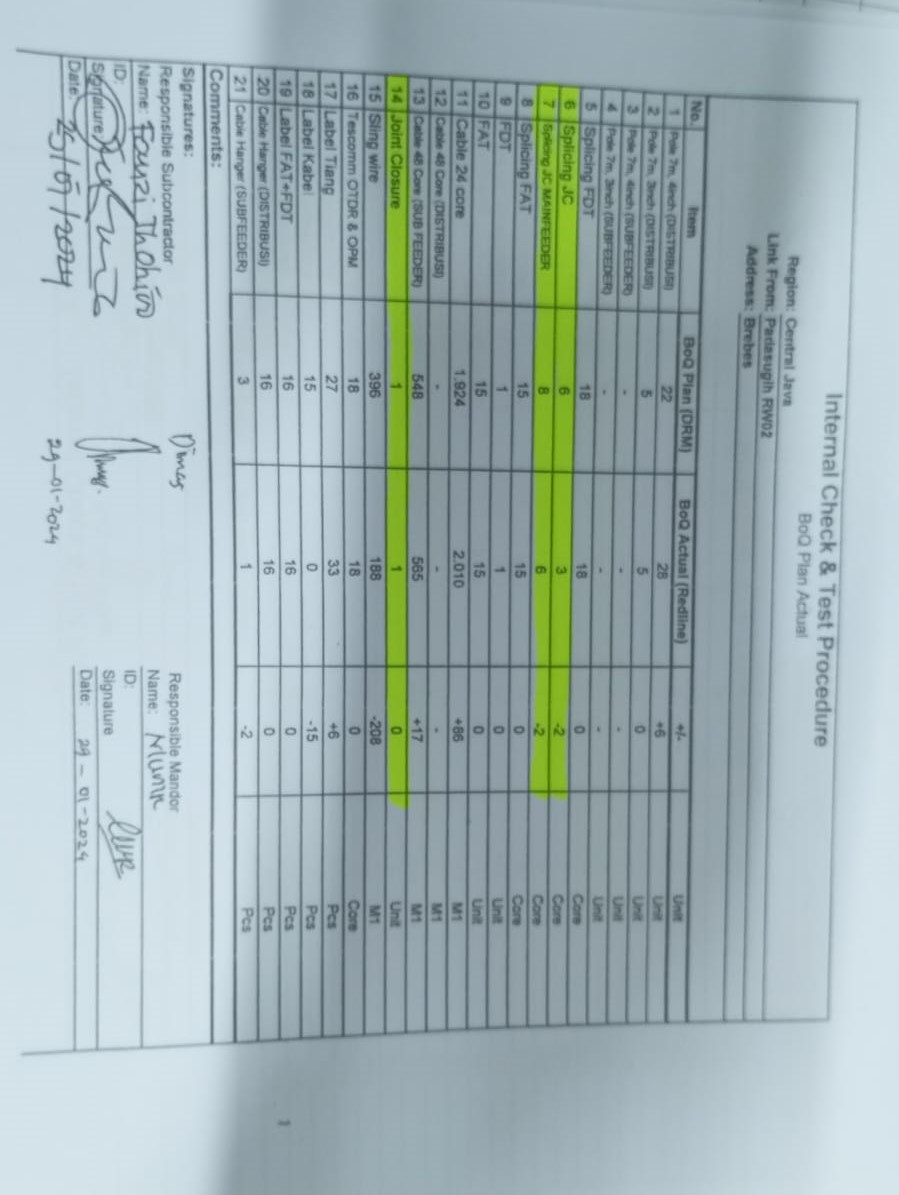 Internal Check & Test Procedure
BoQ Plan Actual
Region: Central Java
Link From: Padasugih RW02
Address: Brebes
No. Item BoQ Plan (DRM) BoQ Actual (Redline) +/- Unit
1 Pole 7m, 4inch (DISTRIBUSI) 22 28 +6 Unit
2 Pole 7m, 3inch (DISTRIBUSI) 5 5 0 Unit
3 Pole 7m, 4inch (SUBFEEDER) - - - Unit
4 Pole 7m, 3inch (SUBFEEDER) - - - Unit
5 Splicing FDT 18 18 0 Core
6 Splicing JC 6 3 -2 Core
7 Splicing JC MAINFEEDER 8 6 -2 Core
8 Splicing FAT 15 15 0 Core
9 FDT 1 1 0 Unit
10 FAT 15 15 0 Unit
11 Cable 24 core 1.924 2.010 +86 M1
12 Cable 48 Core (DISTRIBUSI) - - - M1
13 Cable 48 Core (SUB FEEDER) 548 565 +17 M1
14 Joint Closure 1 1 0 Unit
15 Sling wire 396 188 -208 M1
16 Tescomm OTDR & OPM 18 18 0 Core
17 Label Tiang 27 33 +6 Pcs
18 Label Kabel 15 0 -15 Pcs
19 Label FAT+FDT 16 16 0 Pcs
20 Cable Hanger (DISTRIBUSI) 16 16 0 Pcs
21 Cable Hanger (SUBFEEDER) 3 1 -2 Pcs
Comments:
Signatures:
Responsible Subcontractor
Name: Fauzi
ID:
Signature:
Date:
Dimas
29-01-2024
Responsible Mandor
Name:
ID:
Signature
Date: 29-01-2024